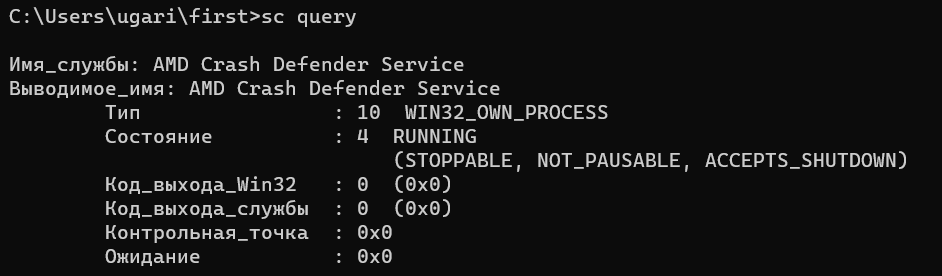 C:\Users\ugari\first>sc query
Имя_службы: AMD Crash Defender Service
Выводимое_имя: AMD Crash Defender Service
Тип : 10 WIN32_OWN_PROCESS
Состояние : 4 RUNNING
(STOPPABLE, NOT_PAUSABLE, ACCEPTS_SHUTDOWN)
Код_выхода_Win32 : 0 (0x0)
Код_выхода_службы : 0 (0x0)
Контрольная_точка : 0x0
Ожидание : 0x0